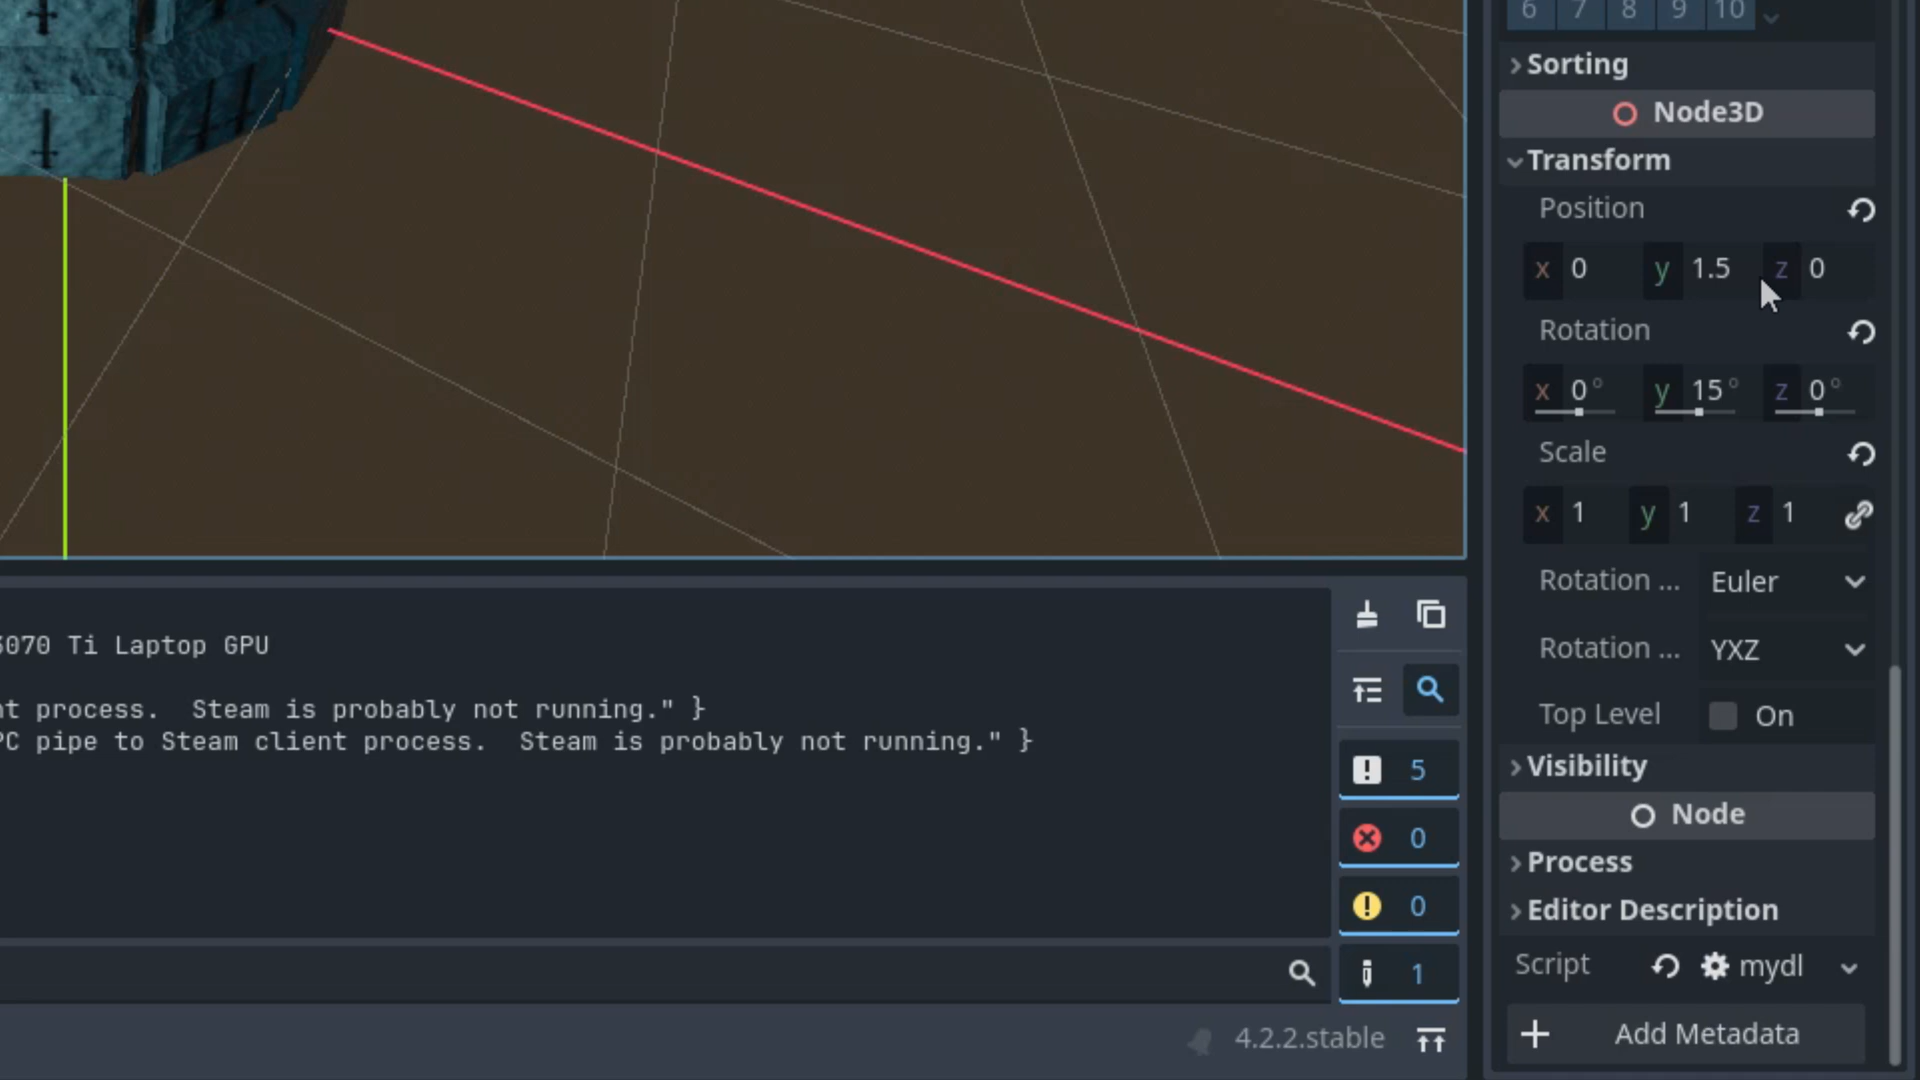 6 7 8 9 10
Sorting
Node3D
Transform
Position
x 0 y 1.5 z 0
Rotation
x 0° y 15° z 0°
Scale
x 1 y 1 z 1
Rotation ... Euler
Rotation ... YXZ
Top Level On
Visibility
Node
Process
Editor Description
Script mydl
Add Metadata
3070 Ti Laptop GPU
nt process.  Steam is probably not running." }
PC pipe to Steam client process.  Steam is probably not running." }
5
0
0
1
4.2.2.stable